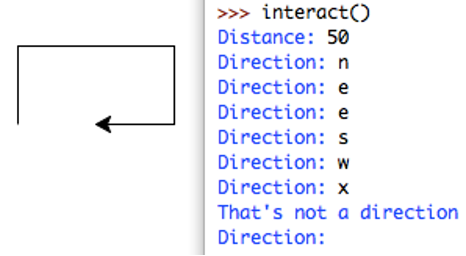 >>> interact()
Distance: 50
Direction: n
Direction: e
Direction: e
Direction: s
Direction: w
Direction: x
That's not a direction
Direction: